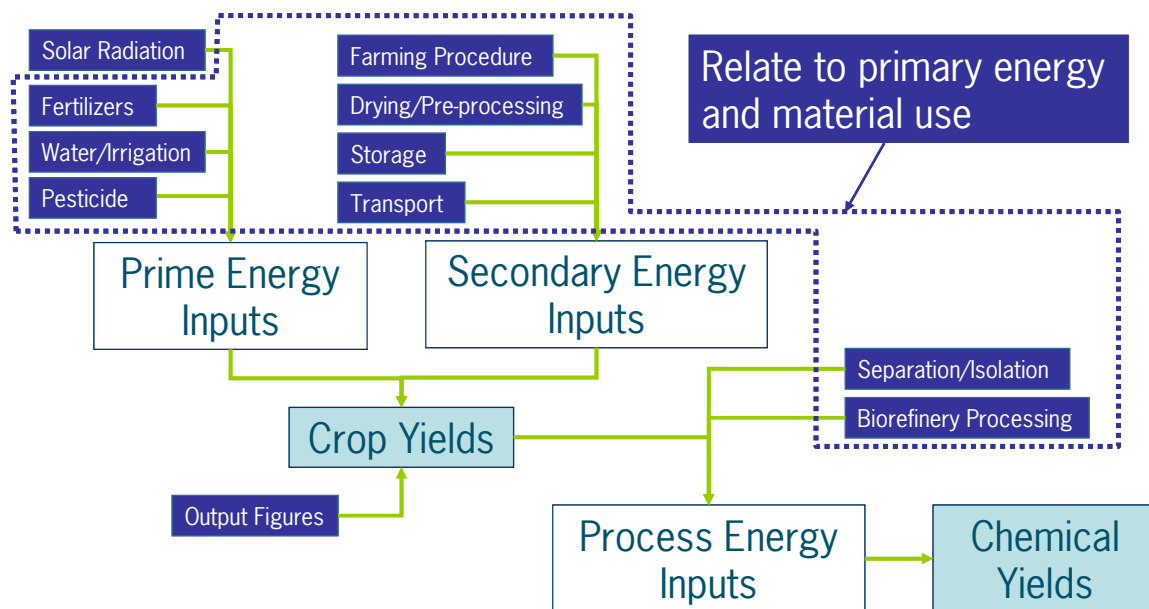 Solar Radiation
Fertilizers
Water/Irrigation
Pesticide
Farming Procedure
Drying/Pre-processing
Storage
Transport
Relate to primary energy
and material use
Prime Energy
Inputs
Secondary Energy
Inputs
Separation/Isolation
Biorefinery Processing
Crop Yields
Output Figures
Process Energy
Inputs
Chemical
Yields